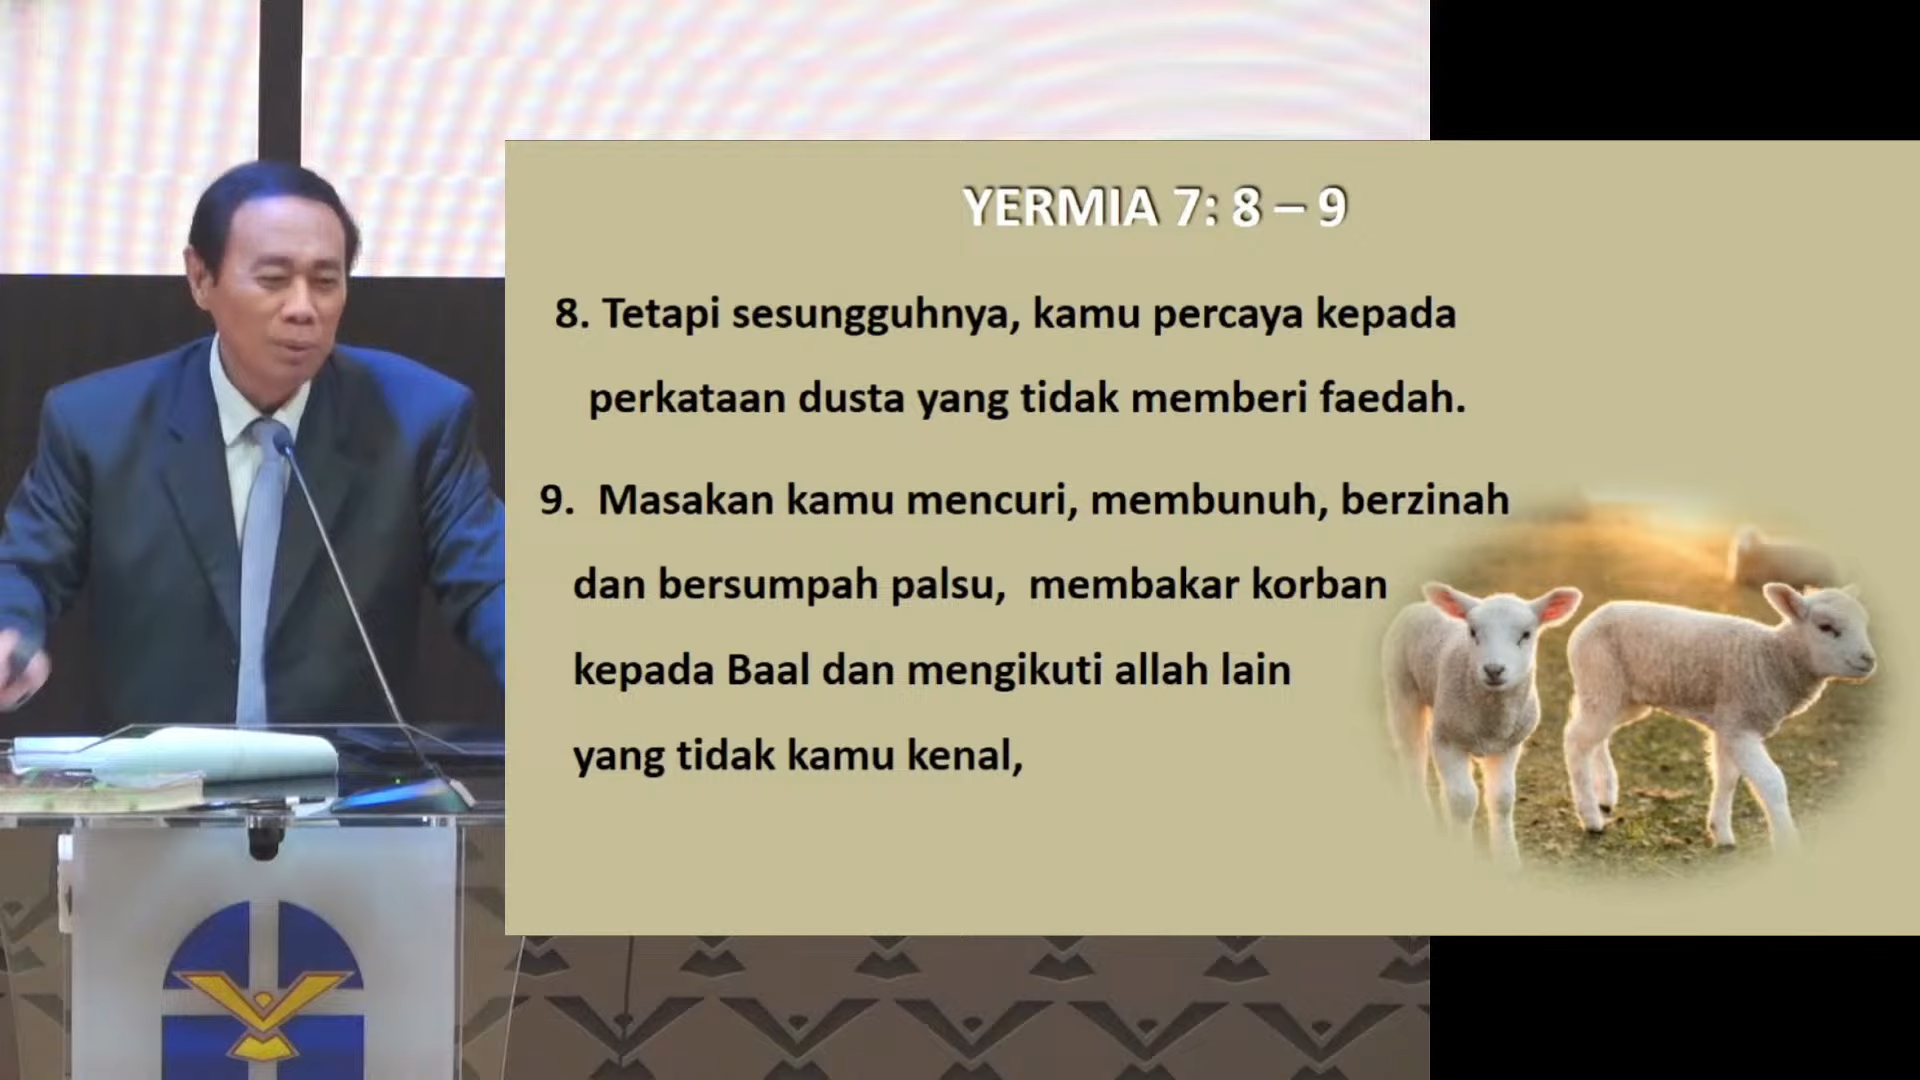 YERMIA 7: 8 – 9
8. Tetapi sesungguhnya, kamu percaya kepada
perkataan dusta yang tidak memberi faedah.
9. Masakan kamu mencuri, membunuh, berzinah
dan bersumpah palsu, membakar korban
kepada Baal dan mengikuti allah lain
yang tidak kamu kenal,